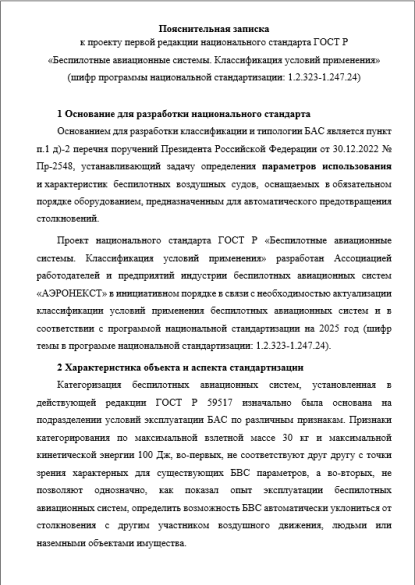 Пояснительная записка
к проекту первой редакции национального стандарта ГОСТ Р
«Беспилотные авиационные системы. Классификация условий применения»
(шифр программы национальной стандартизации: 1.2.323-1.247.24)
1 Основание для разработки национального стандарта
Основанием для разработки классификации и типологии БАС является пункт
п.1 д)-2 перечня поручений Президента Российской Федерации от 30.12.2022 №
Пр-2548, устанавливающий задачу определения параметров использования
и характеристик беспилотных воздушных судов, оснащаемых в обязательном
порядке оборудованием, предназначенным для автоматического предотвращения
столкновений.
Проект национального стандарта ГОСТ Р «Беспилотные авиационные
системы. Классификация условий применения» разработан Ассоциацией
работодателей и предприятий индустрии беспилотных авиационных систем
«АЭРОНЕКСТ» в инициативном порядке в связи с необходимостью актуализации
классификации условий применения беспилотных авиационных систем и в
соответствии с программой национальной стандартизации на 2025 год (шифр
темы в программе национальной стандартизации: 1.2.323-1.247.24).
2 Характеристика объекта и аспекта стандартизации
Категоризация беспилотных авиационных систем, установленная в
действующей редакции ГОСТ Р 59517 изначально была основана на
подразделении условий эксплуатации БАС по различным признакам. Признаки
категорирования по максимальной взлетной массе 30 кг и максимальной
кинетической энергии 100 Дж, во-первых, не соответствуют друг другу с точки
зрения характерных для существующих БВС параметров, а во-вторых, не
позволяют однозначно, как показал опыт эксплуатации беспилотных
авиационных систем, определить возможность БВС автоматически уклониться от
столкновения с другим участником воздушного движения, людьми или
наземными объектами имущества.